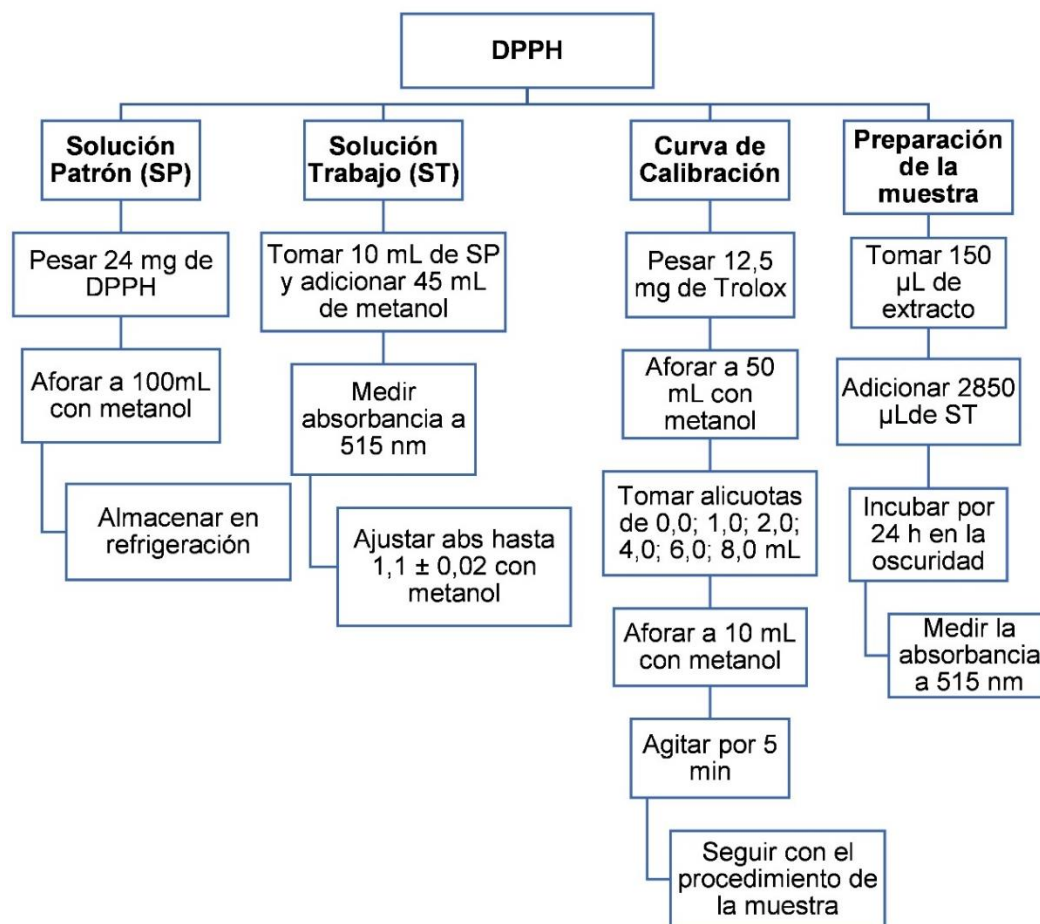 DPPH
Solución
Patrón (SP)
Pesar 24 mg de
DPPH
Aforar a 100mL
con metanol
Almacenar en
refrigeración
Solución
Trabajo (ST)
Tomar 10 mL de SP
y adicionar 45 mL
de metanol
Medir
absorbancia a
515 nm
Ajustar abs hasta
1,1 ± 0,02 con
metanol
Curva de
Calibración
Pesar 12,5
mg de Trolox
Aforar a 50
mL con
metanol
Tomar alicuotas
de 0,0; 1,0; 2,0;
4,0; 6,0; 8,0 mL
Aforar a 10 mL
con metanol
Agitar por 5
min
Seguir con el
procedimiento de
la muestra
Preparación
de la
muestra
Tomar 150
µL de
extracto
Adicionar 2850
µLde ST
Incubar por
24 h en la
oscuridad
Medir la
absorbancia
a 515 nm